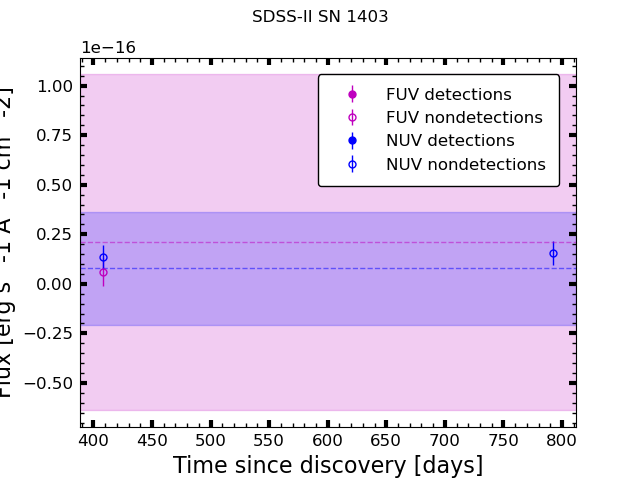 SDSS-II SN 1403
1e−16
1.00
0.75
0.50
0.25
0.00
−0.25
−0.50
Flux [erg s -1 A -1 cm -2]
FUV detections
FUV nondetections
NUV detections
NUV nondetections
400 450 500 550 600 650 700 750 800
Time since discovery [days]